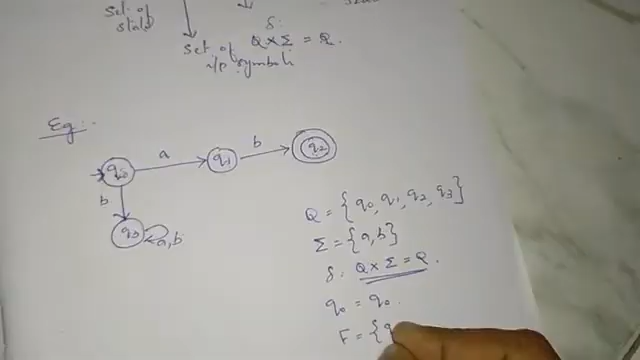 Set of
states
δ:
Set of Q×Σ = Q.
i/p symbols
Eg:-
q0 a q1 b q2
b
q3 a,b
Q = {q0, q1, q2, q3}
Σ = {a,b}
δ: Q×Σ = Q.
q0 = q0.
F = {q